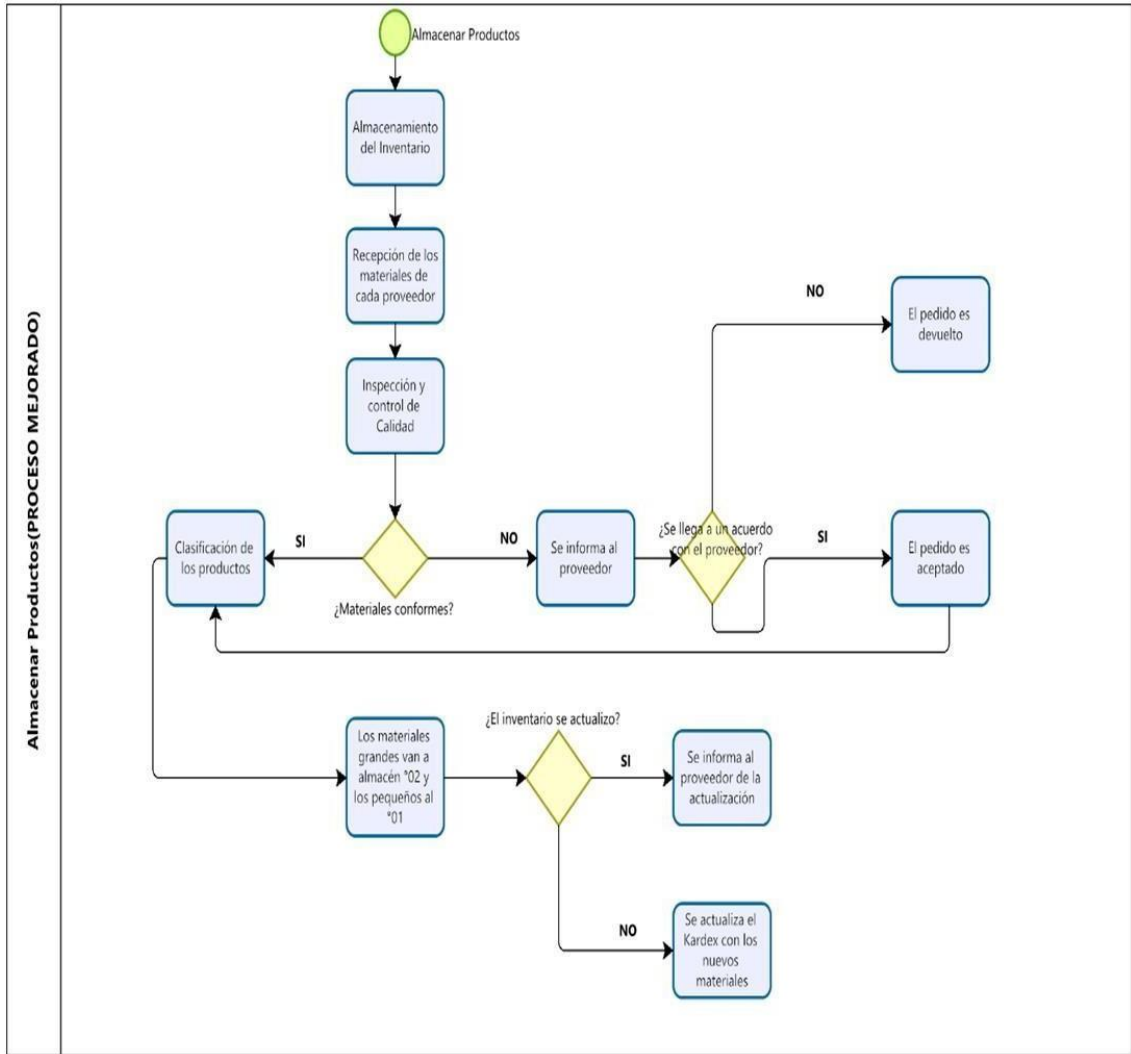 Almacenar Productos(PROCESO MEJORADO)
Almacenar Productos
Almacenamiento
del Inventario
Recepción de los
materiales de
cada proveedor
Inspección y
control de
Calidad
¿Materiales conformes?
SI
NO
Clasificación de
los productos
Se informa al
proveedor
¿Se llega a un acuerdo
con el proveedor?
NO
El pedido es
devuelto
SI
El pedido es
aceptado
Los materiales
grandes van a
almacén °02 y
los pequeños al
°01
¿El inventario se actualizo?
SI
Se informa al
proveedor de la
actualización
NO
Se actualiza el
Kardex con los
nuevos
materiales